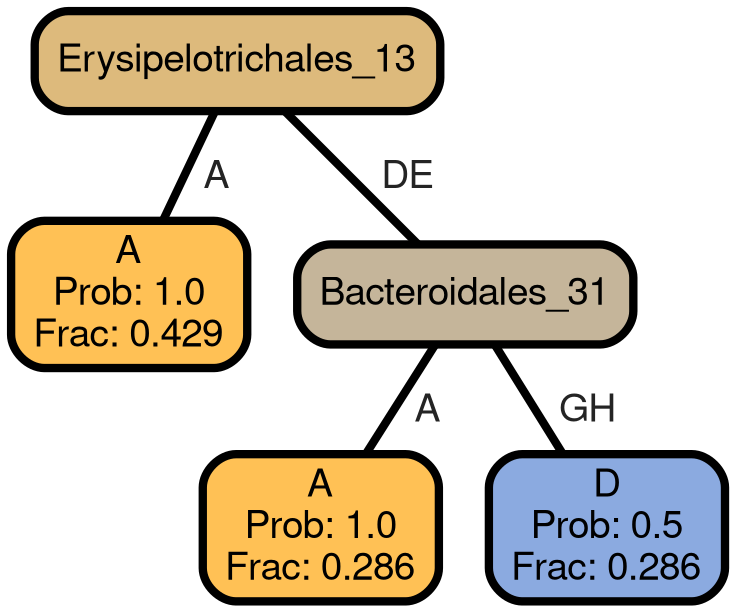 Erysipelotrichales_13
A
DE
A
Prob: 1.0
Frac: 0.429
Bacteroidales_31
A
GH
A
Prob: 1.0
Frac: 0.286
D
Prob: 0.5
Frac: 0.286